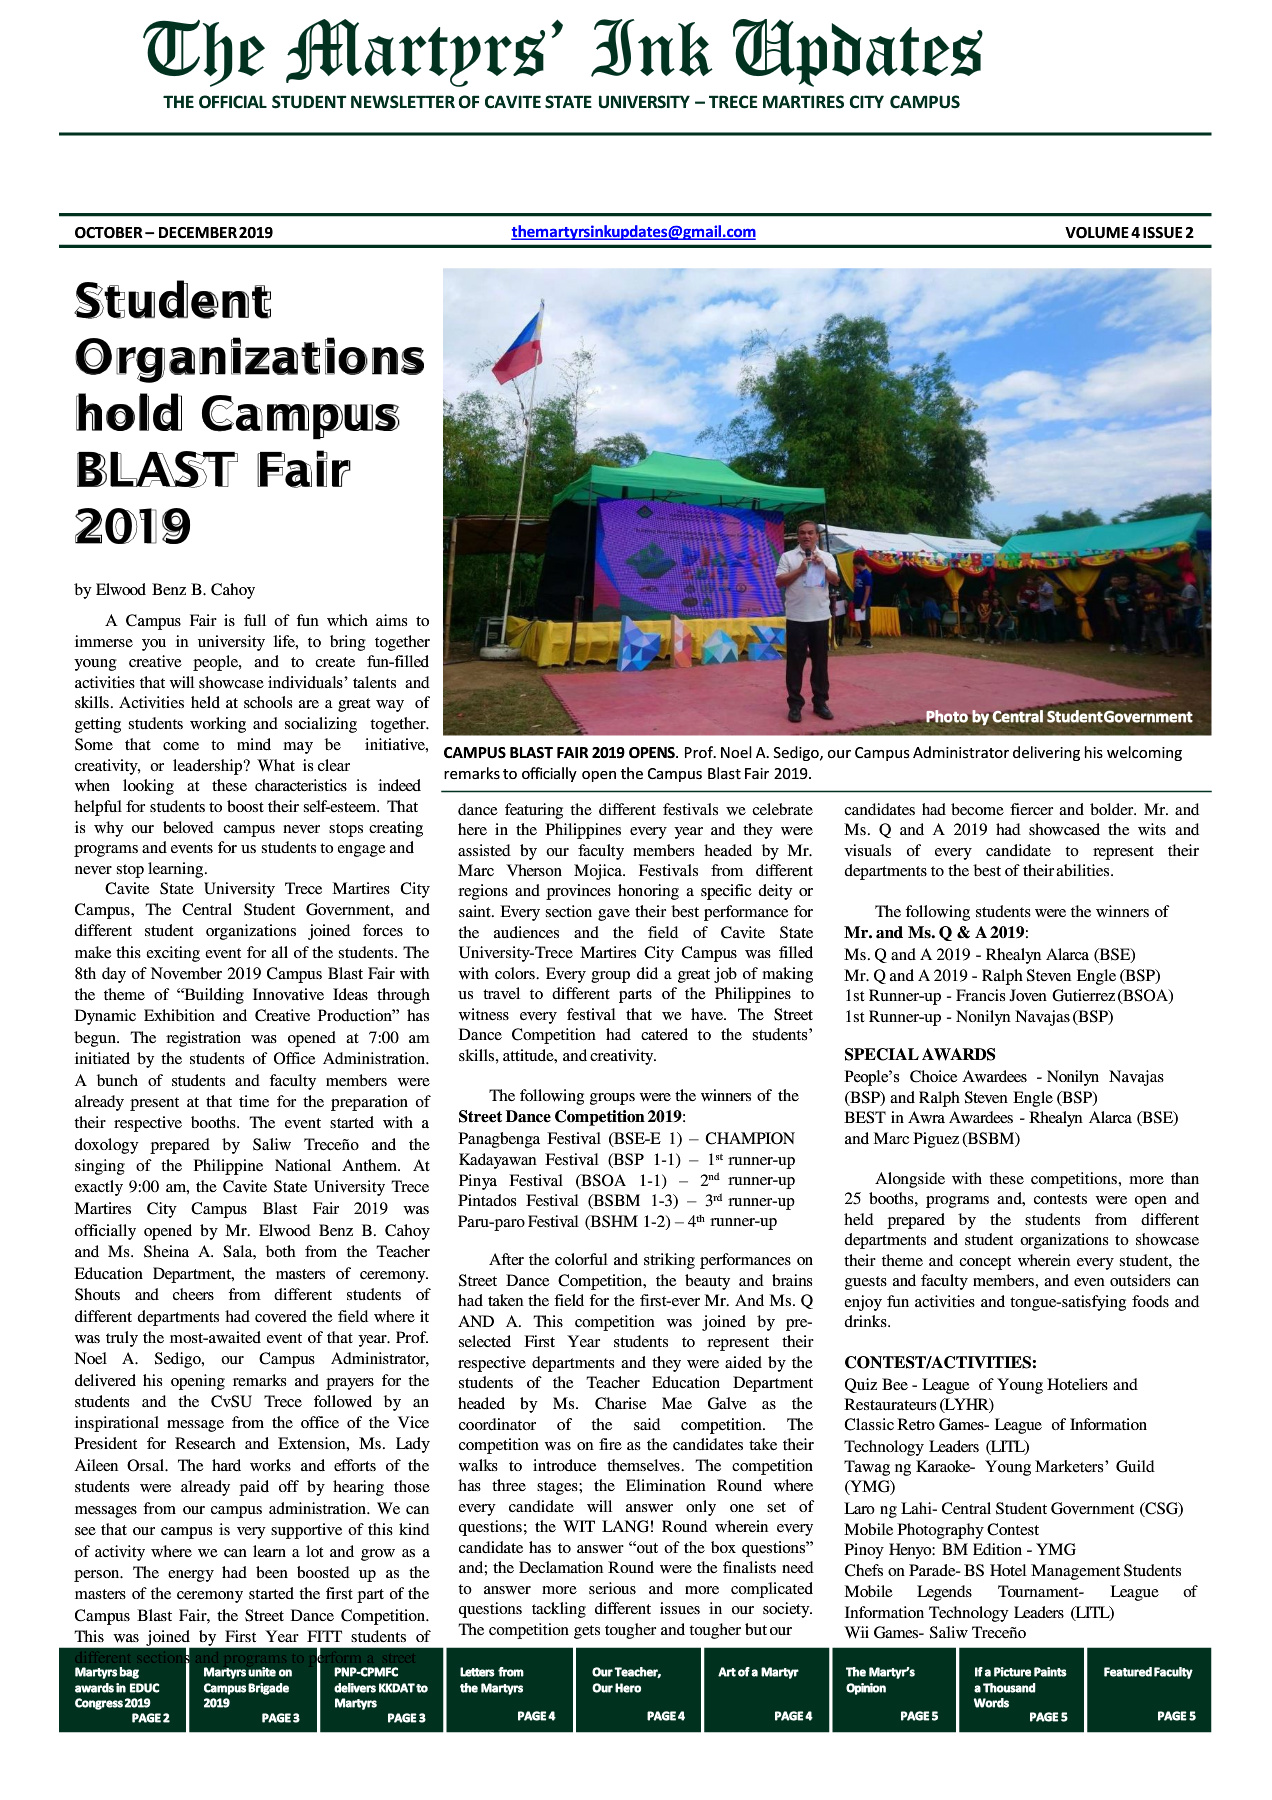 The Martyrs’ Ink Updates
THE OFFICIAL STUDENT NEWSLETTER OF CAVITE STATE UNIVERSITY – TRECE MARTIRES CITY CAMPUS
OCTOBER – DECEMBER 2019
themartyrsinkupdates@gmail.com
VOLUME 4 ISSUE 2
Student
Organizations
hold Campus
BLAST Fair
2019
by Elwood Benz B. Cahoy
A Campus Fair is full of fun which aims to
immerse you in university life, to bring together
young creative people, and to create fun-filled
activities that will showcase individuals’ talents and
skills. Activities held at schools are a great way of
getting students working and socializing together.
Some that come to mind may be initiative,
creativity, or leadership? What is clear
when looking at these characteristics is indeed
helpful for students to boost their self-esteem. That
is why our beloved campus never stops creating
programs and events for us students to engage and
never stop learning.
Cavite State University Trece Martires City
Campus, The Central Student Government, and
different student organizations joined forces to
make this exciting event for all of the students. The
8th day of November 2019 Campus Blast Fair with
the theme of “Building Innovative Ideas through
Dynamic Exhibition and Creative Production” has
begun. The registration was opened at 7:00 am
initiated by the students of Office Administration.
A bunch of students and faculty members were
already present at that time for the preparation of
their respective booths. The event started with a
doxology prepared by Saliw Treceño and the
singing of the Philippine National Anthem. At
exactly 9:00 am, the Cavite State University Trece
Martires City Campus Blast Fair 2019 was
officially opened by Mr. Elwood Benz B. Cahoy
and Ms. Sheina A. Sala, both from the Teacher
Education Department, the masters of ceremony.
Shouts and cheers from different students of
different departments had covered the field where it
was truly the most-awaited event of that year. Prof.
Noel A. Sedigo, our Campus Administrator,
delivered his opening remarks and prayers for the
students and the CvSU Trece followed by an
inspirational message from the office of the Vice
President for Research and Extension, Ms. Lady
Aileen Orsal. The hard works and efforts of the
students were already paid off by hearing those
messages from our campus administration. We can
see that our campus is very supportive of this kind
of activity where we can learn a lot and grow as a
person. The energy had been boosted up as the
masters of the ceremony started the first part of the
Campus Blast Fair, the Street Dance Competition.
This was joined by First Year FITT students of
different sections and programs to perform a street
Photo by Central Student Government
CAMPUS BLAST FAIR 2019 OPENS. Prof. Noel A. Sedigo, our Campus Administrator delivering his welcoming
remarks to officially open the Campus Blast Fair 2019.
dance featuring the different festivals we celebrate
here in the Philippines every year and they were
assisted by our faculty members headed by Mr.
Marc Vherson Mojica. Festivals from different
regions and provinces honoring a specific deity or
saint. Every section gave their best performance for
the audiences and the field of Cavite State
University-Trece Martires City Campus was filled
with colors. Every group did a great job of making
us travel to different parts of the Philippines to
witness every festival that we have. The Street
Dance Competition had catered to the students’
skills, attitude, and creativity.
The following groups were the winners of the
Street Dance Competition 2019:
Panagbenga Festival (BSE-E 1) – CHAMPION
Kadayawan Festival (BSP 1-1) – 1st runner-up
Pinya Festival (BSOA 1-1) – 2nd runner-up
Pintados Festival (BSBM 1-3) – 3rd runner-up
Paru-paro Festival (BSHM 1-2) – 4th runner-up
After the colorful and striking performances on
Street Dance Competition, the beauty and brains
had taken the field for the first-ever Mr. And Ms. Q
AND A. This competition was joined by pre-
selected First Year students to represent their
respective departments and they were aided by the
students of the Teacher Education Department
headed by Ms. Charise Mae Galve as the
coordinator of the said competition. The
competition was on fire as the candidates take their
walks to introduce themselves. The competition
has three stages; the Elimination Round where
every candidate will answer only one set of
questions; the WIT LANG! Round wherein every
candidate has to answer “out of the box questions”
and; the Declamation Round were the finalists need
to answer more serious and more complicated
questions tackling different issues in our society.
The competition gets tougher and tougher but our
candidates had become fiercer and bolder. Mr. and
Ms. Q and A 2019 had showcased the wits and
visuals of every candidate to represent their
departments to the best of their abilities.
The following students were the winners of
Mr. and Ms. Q & A 2019:
Ms. Q and A 2019 - Rhealyn Alarca (BSE)
Mr. Q and A 2019 - Ralph Steven Engle (BSP)
1st Runner-up - Francis Joven Gutierrez (BSOA)
1st Runner-up - Nonilyn Navajas (BSP)
SPECIAL AWARDS
People’s Choice Awardees - Nonilyn Navajas
(BSP) and Ralph Steven Engle (BSP)
BEST in Awra Awardees - Rhealyn Alarca (BSE)
and Marc Piguez (BSBM)
Alongside with these competitions, more than
25 booths, programs and, contests were open and
held prepared by the students from different
departments and student organizations to showcase
their theme and concept wherein every student, the
guests and faculty members, and even outsiders can
enjoy fun activities and tongue-satisfying foods and
drinks.
CONTEST/ACTIVITIES:
Quiz Bee - League of Young Hoteliers and
Restaurateurs (LYHR)
Classic Retro Games- League of Information
Technology Leaders (LITL)
Tawag ng Karaoke- Young Marketers’ Guild
(YMG)
Laro ng Lahi- Central Student Government (CSG)
Mobile Photography Contest
Pinoy Henyo: BM Edition - YMG
Chefs on Parade- BS Hotel Management Students
Mobile Legends Tournament- League of
Information Technology Leaders (LITL)
Wii Games- Saliw Treceño
Martyrs bag
awards in EDUC
Congress 2019
PAGE 2
Martyrs unite on
Campus Brigade
2019
PAGE 3
PNP-CPMFC
delivers KKDAT to
Martyrs
PAGE 3
Letters from
the Martyrs
PAGE 4
Our Teacher,
Our Hero
PAGE 4
Art of a Martyr
PAGE 4
The Martyr’s
Opinion
PAGE 5
If a Picture Paints
a Thousand
Words
PAGE 5
Featured Faculty
PAGE 5